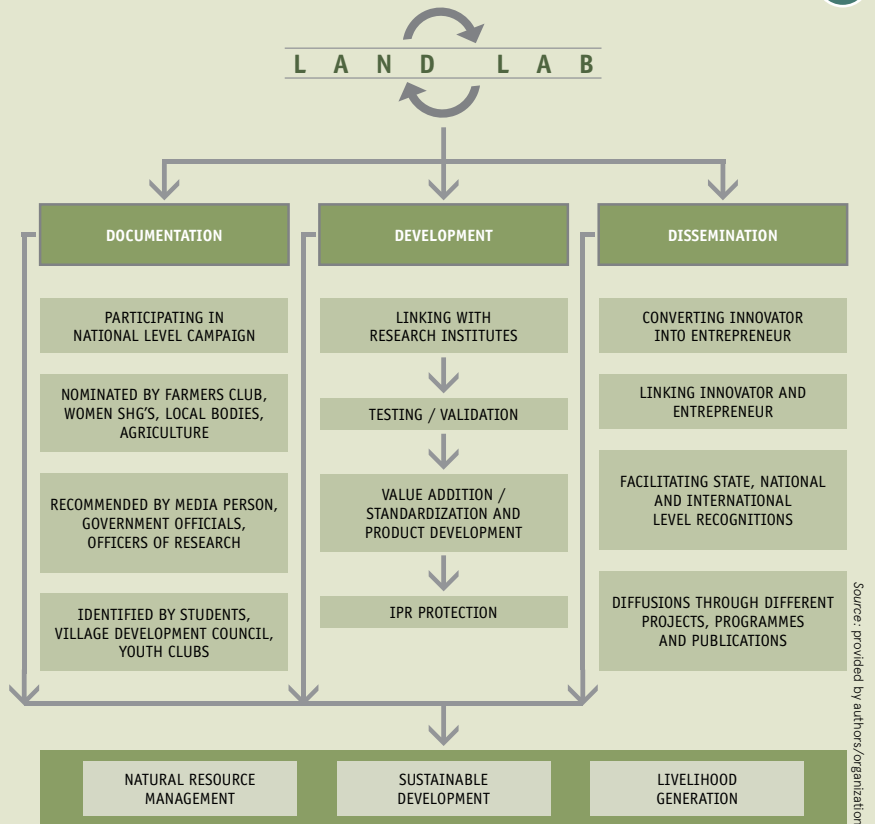 LAND LAB
DOCUMENTATION
PARTICIPATING IN
NATIONAL LEVEL CAMPAIGN
NOMINATED BY FARMERS CLUB,
WOMEN SHG'S, LOCAL BODIES,
AGRICULTURE
RECOMMENDED BY MEDIA PERSON,
GOVERNMENT OFFICIALS,
OFFICERS OF RESEARCH
IDENTIFIED BY STUDENTS,
VILLAGE DEVELOPMENT COUNCIL,
YOUTH CLUBS
DEVELOPMENT
LINKING WITH
RESEARCH INSTITUTES
TESTING / VALIDATION
VALUE ADDITION /
STANDARDIZATION AND
PRODUCT DEVELOPMENT
IPR PROTECTION
DISSEMINATION
CONVERTING INNOVATOR
INTO ENTREPRENEUR
LINKING INNOVATOR AND
ENTREPRENEUR
FACILITATING STATE, NATIONAL
AND INTERNATIONAL
LEVEL RECOGNITIONS
DIFFUSIONS THROUGH DIFFERENT
PROJECTS, PROGRAMMES
AND PUBLICATIONS
NATURAL RESOURCE
MANAGEMENT
SUSTAINABLE
DEVELOPMENT
LIVELIHOOD
GENERATION
Source: provided by authors/organization